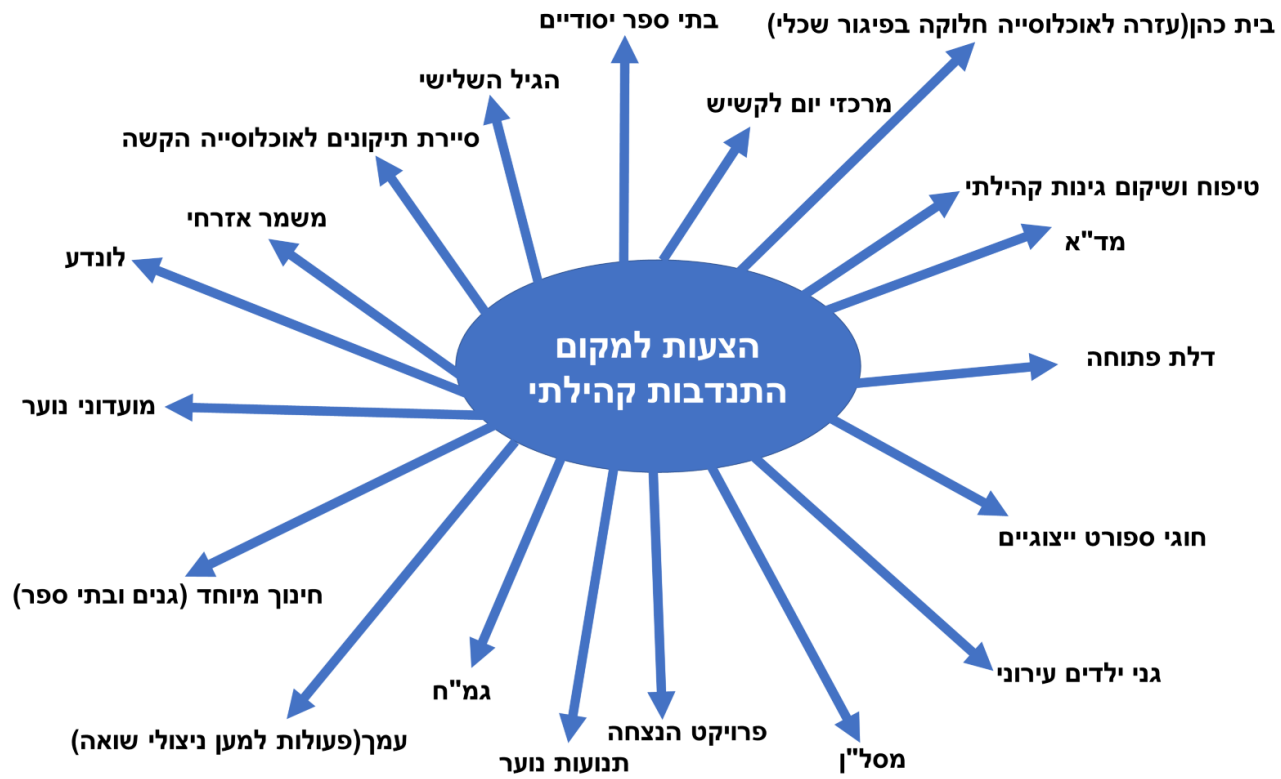 בתי ספר יסודיים
בית כהן(עזרה לאוכלוסייה חלוקה בפיגור שכלי)
הגיל השלישי
מרכזי יום לקשיש
סיירת תיקונים לאוכלוסייה הקשה
טיפוח ושיקום גינות קהילתי
משמר אזרחי
מד"א
לונדע
הצעות למקום
התנדבות קהילתי
דלת פתוחה
מועדוני נוער
חוגי ספורט ייצוגיים
חינוך מיוחד (גנים ובתי ספר)
גני ילדים עירוני
גמ"ח
פרויקט הנצחה
עמך(פעולות למען ניצולי שואה)
תנועות נוער
מסל"ן